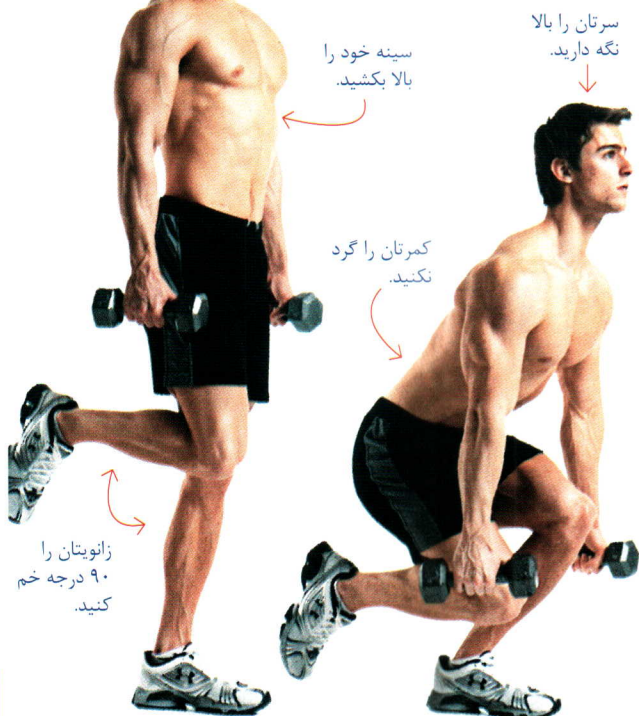 سرتان را بالا
نگه دارید.
سینه خود را
بالا بکشید.
کمرتان را گرد
نکنید.
زانویتان را
۹۰ درجه خم
کنید.